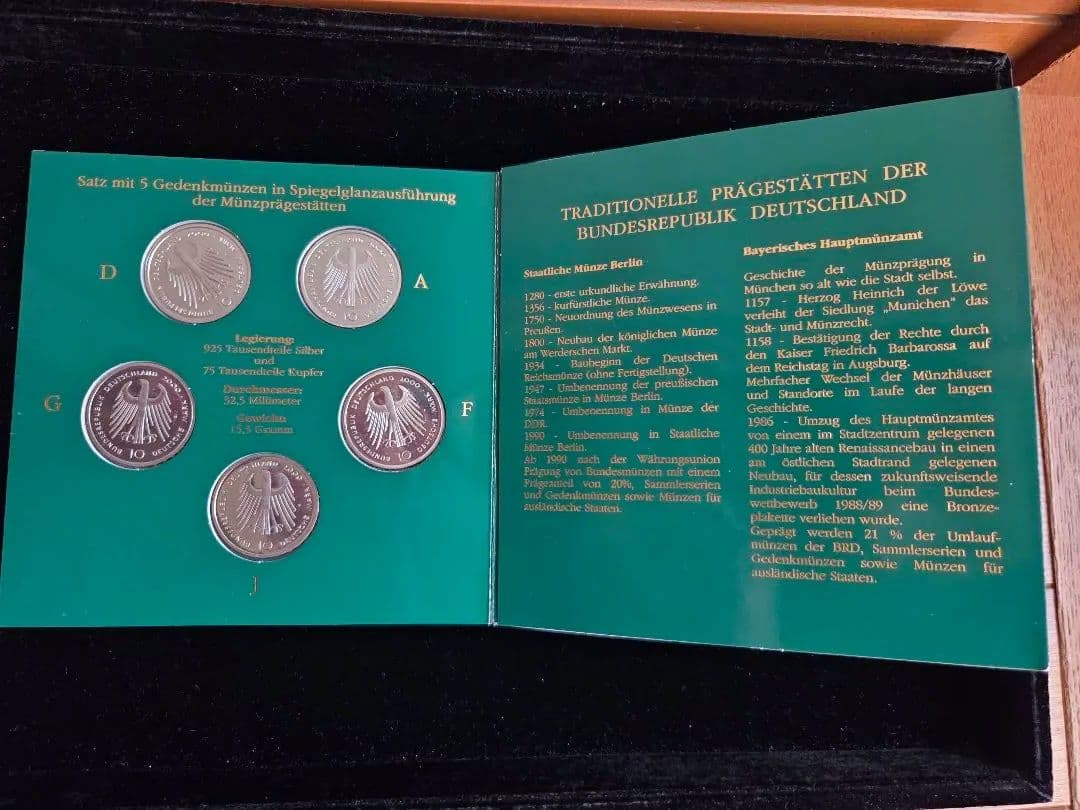 Satz mit 5 Gedenkmünzen in Spiegelglanzausführung
der Münzprägestätten
D
A
Legierung:
925 Tausendteile Silber
und
75 Tausendteile Kupfer
Durchmesser:
32,5 Millimeter
Gewicht:
15,5 Gramm
G
F
J
BUNDESREPUBLIK DEUTSCHLAND 2000
10 DEUTSCHE MARK
TRADITIONELLE PRÄGESTÄTTEN DER
BUNDESREPUBLIK DEUTSCHLAND
Staatliche Münze Berlin
1280 - erste urkundliche Erwähnung.
1356 - kurfürstliche Münze.
1750 - Neuordnung des Münzwesens in
Preußen.
1800 - Neubau der königlichen Münze
am Werderschen Markt.
1934 - Baubeginn der Deutschen
Reichsmünze (ohne Fertigstellung).
1947 - Umbenennung der preußischen
Staatsmünze in Münze Berlin.
1974 - Umbenennung in Münze der
DDR.
1990 - Umbenennung in Staatliche
Münze Berlin.
Ab 1990 nach der Währungsunion
Prägung von Bundesmünzen mit einem
Prägeanteil von 20%, Sammlerserien
und Gedenkmünzen sowie Münzen für
ausländische Staaten.
Bayerisches Hauptmünzamt
Geschichte der Münzprägung in
München so alt wie die Stadt selbst.
1157 - Herzog Heinrich der Löwe
verleiht der Siedlung „Munichen" das
Stadt- und Münzrecht.
1158 - Bestätigung der Rechte durch
den Kaiser Friedrich Barbarossa auf
dem Reichstag in Augsburg.
Mehrfacher Wechsel der Münzhäuser
und Standorte im Laufe der langen
Geschichte.
1986 - Umzug des Hauptmünzamtes
von einem im Stadtzentrum gelegenen
400 Jahre alten Renaissancebau in einen
am östlichen Stadtrand gelegenen
Neubau, für dessen zukunftsweisende
Industriebaukultur beim Bundes-
wettbewerb 1988/89 eine Bronze-
plakette verliehen wurde.
Geprägt werden 21 % der Umlauf-
münzen der BRD, Sammlerserien und
Gedenkmünzen sowie Münzen für
ausländische Staaten.